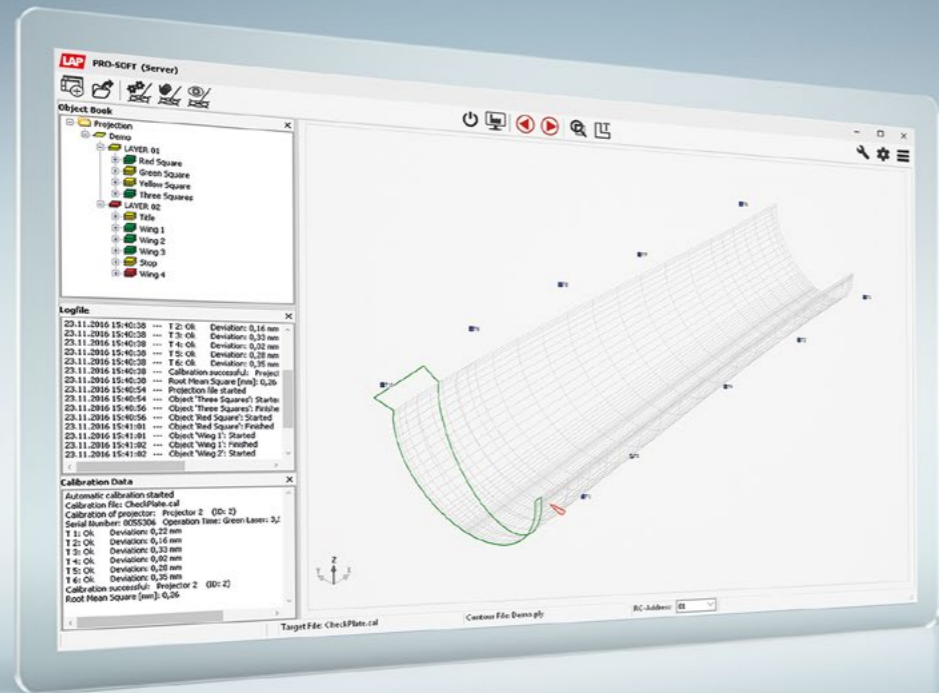 LAP PRO-SOFT (Server)
Object Book
Projection
Demo
LAYER 01
Red Square
Green Square
Yellow Square
Three Squares
LAYER 02
Title
Wing 1
Wing 2
Wing 3
Stop
Wing 4
Logfile
23.11.2016 15:40:38 --- T 2: Ok Deviation: 0,16 mm
23.11.2016 15:40:38 --- T 3: Ok Deviation: 0,33 mm
23.11.2016 15:40:38 --- T 4: Ok Deviation: 0,02 mm
23.11.2016 15:40:38 --- T 5: Ok Deviation: 0,28 mm
23.11.2016 15:40:38 --- T 6: Ok Deviation: 0,35 mm
23.11.2016 15:40:38 --- Calibration successful: Project
23.11.2016 15:40:38 --- Root Mean Square [mm]: 0,26
23.11.2016 15:40:54 --- Projection file started
23.11.2016 15:40:54 --- Object 'Three Squares': Started
23.11.2016 15:40:56 --- Object 'Three Squares': Finishe
23.11.2016 15:40:56 --- Object 'Red Square': Started
23.11.2016 15:41:01 --- Object 'Red Square': Finished
23.11.2016 15:41:01 --- Object 'Wing 1': Started
23.11.2016 15:41:02 --- Object 'Wing 1': Finished
23.11.2016 15:41:02 --- Object 'Wing 2': Started
Calibration Data
Automatic calibration started
Calibration file: CheckPlate.cal
Calibration of projector: Projector 2 (ID: 2)
Serial Number: 0055306 Operation Time: Green Laser:
T 1: Ok Deviation: 0,22 mm
T 2: Ok Deviation: 0,16 mm
T 3: Ok Deviation: 0,33 mm
T 4: Ok Deviation: 0,02 mm
T 5: Ok Deviation: 0,28 mm
T 6: Ok Deviation: 0,35 mm
Calibration successful: Projector 2 (ID: 2)
Root Mean Square [mm]: 0,26
Z
Target File: CheckPlate.cal
Contour File: Demo.ply
RC-Address: 01